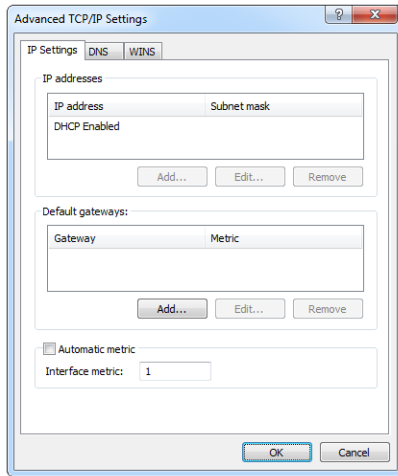 Advanced TCP/IP Settings
IP Settings DNS WINS
IP addresses
IP address Subnet mask
DHCP Enabled
Add... Edit... Remove
Default gateways:
Gateway Metric
Add... Edit... Remove
Automatic metric
Interface metric: 1
OK Cancel